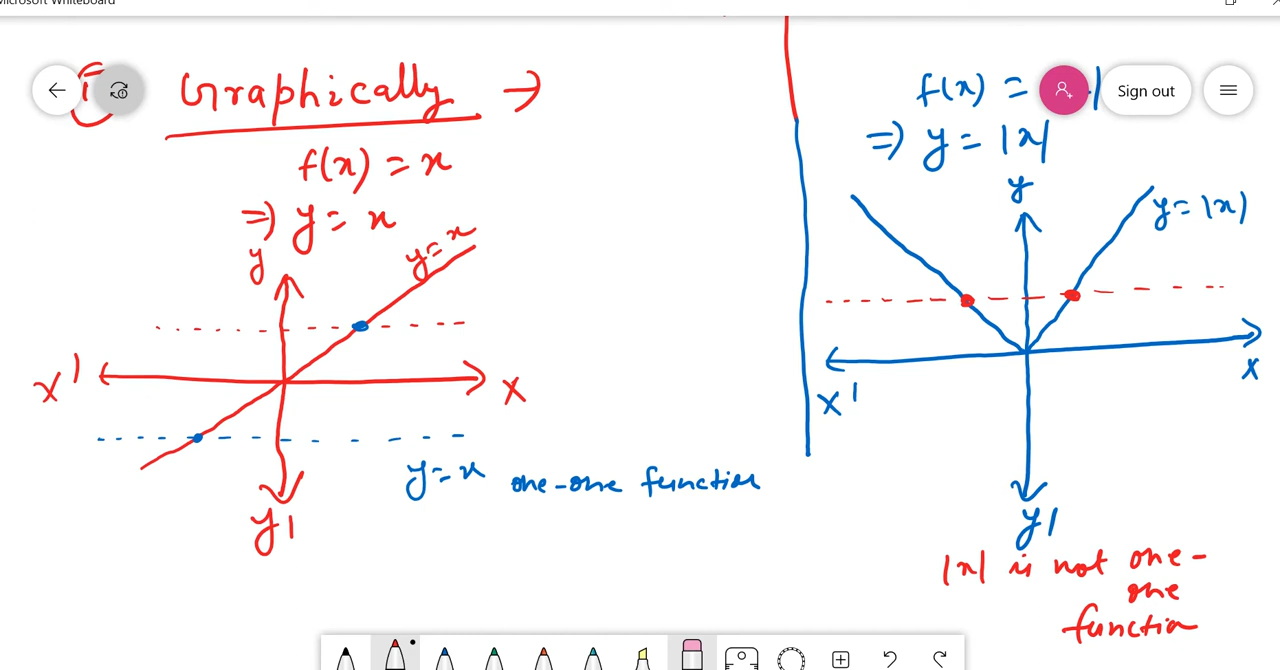 Microsoft Whiteboard
Graphically →
f(x) = x
⇒ y = x
y
y=x
x'
x
y'
y=x one-one function
Sign out
f(x) =
⇒ y = |x|
y
y=|x|
x'
x
y'
|x| is not one-
one
function